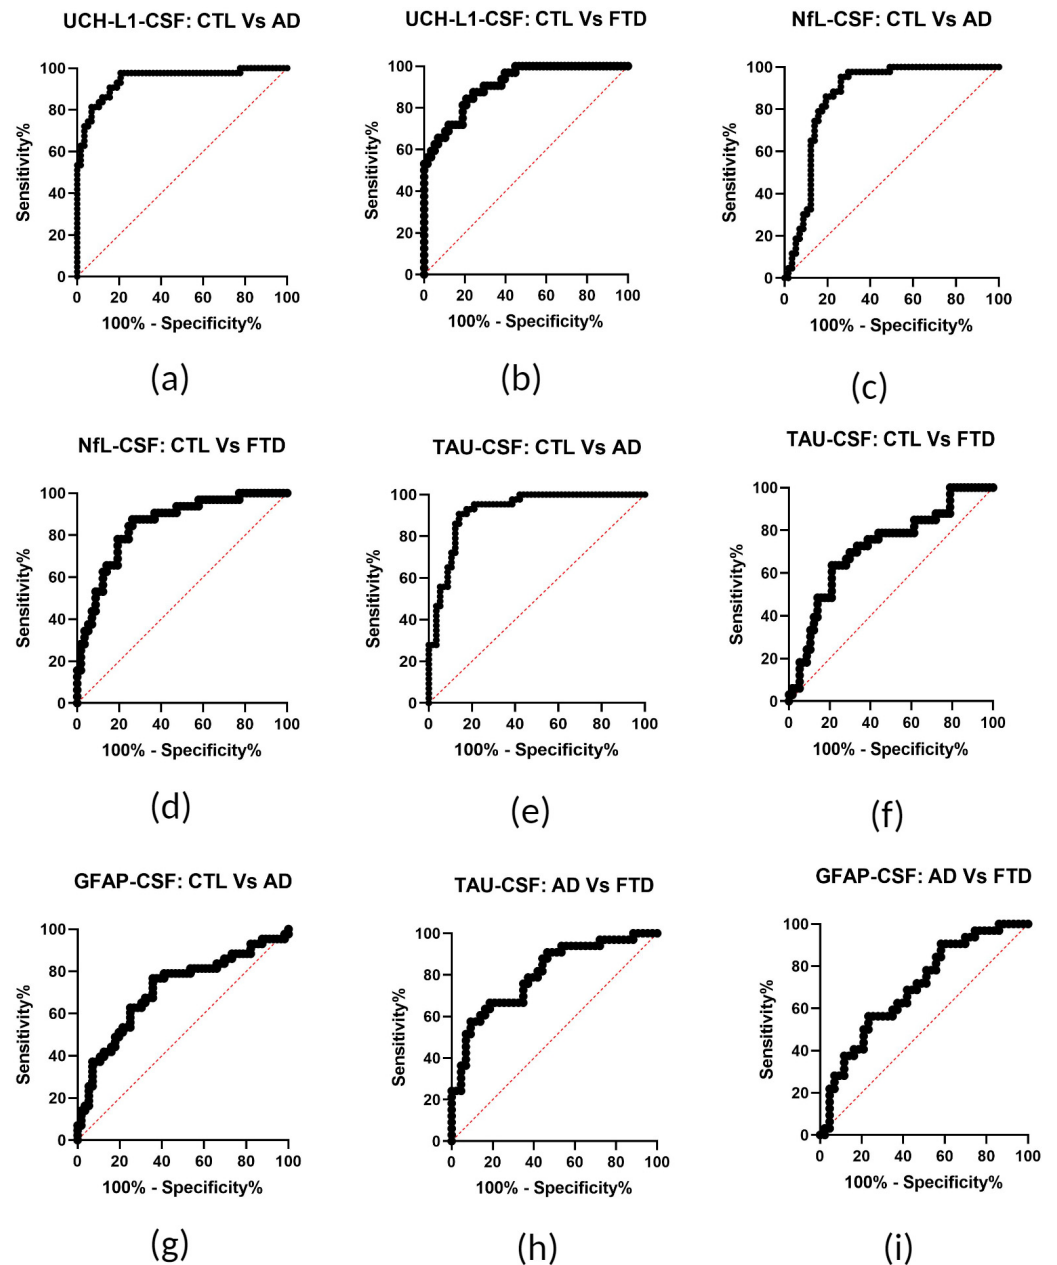 UCH-L1-CSF: CTL Vs AD
100
80
60
40
20
0
Sensitivity%
0 20 40 60 80 100
100% - Specificity%
(a)
UCH-L1-CSF: CTL Vs FTD
100
80
60
40
20
0
Sensitivity%
0 20 40 60 80 100
100% - Specificity%
(b)
NfL-CSF: CTL Vs AD
100
80
60
40
20
0
Sensitivity%
0 20 40 60 80 100
100% - Specificity%
(c)
NfL-CSF: CTL Vs FTD
100
80
60
40
20
0
Sensitivity%
0 20 40 60 80 100
100% - Specificity%
(d)
TAU-CSF: CTL Vs AD
100
80
60
40
20
0
Sensitivity%
0 20 40 60 80 100
100% - Specificity%
(e)
TAU-CSF: CTL Vs FTD
100
80
60
40
20
0
Sensitivity%
0 20 40 60 80 100
100% - Specificity%
(f)
GFAP-CSF: CTL Vs AD
100
80
60
40
20
0
Sensitivity%
0 20 40 60 80 100
100% - Specificity%
(g)
TAU-CSF: AD Vs FTD
100
80
60
40
20
0
Sensitivity%
0 20 40 60 80 100
100% - Specificity%
(h)
GFAP-CSF: AD Vs FTD
100
80
60
40
20
0
Sensitivity%
0 20 40 60 80 100
100% - Specificity%
(i)